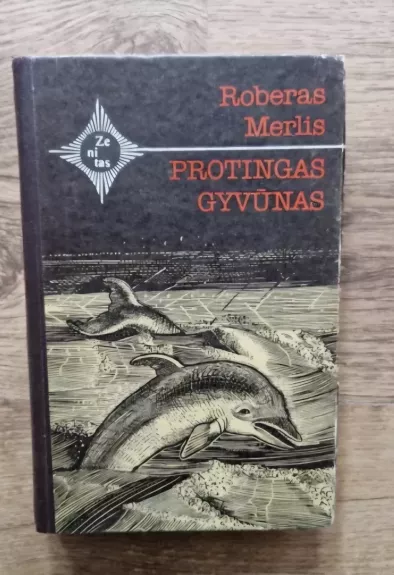 Roberas
Merlis
Ze
ni
tas
PROTINGAS
GYVŪNAS